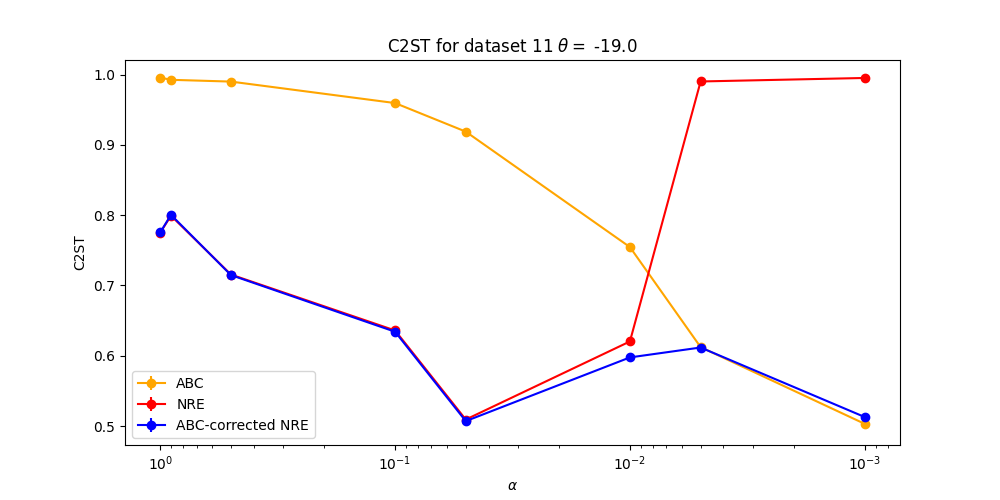 C2ST for dataset 11 θ = -19.0
C2ST
1.0
0.9
0.8
0.7
0.6
0.5
ABC
NRE
ABC-corrected NRE
10⁰ 10⁻¹ 10⁻² 10⁻³
α